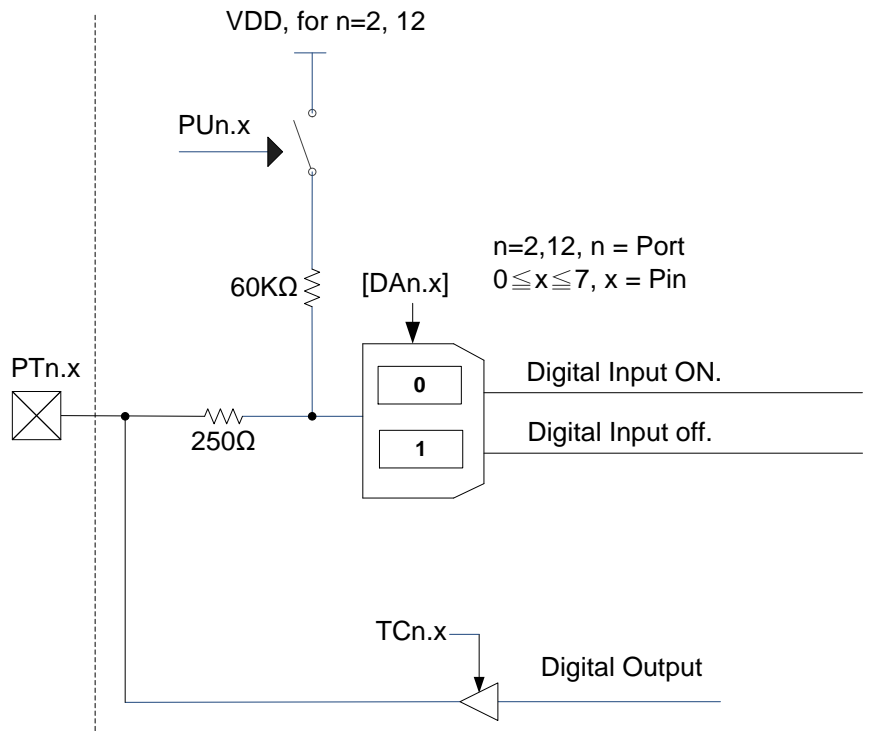 VDD, for n=2, 12
PUn.x
n=2,12, n = Port
0≦x≦7, x = Pin
60KΩ
[DAn.x]
PTn.x
0
Digital Input ON.
250Ω
1
Digital Input off.
TCn.x
Digital Output